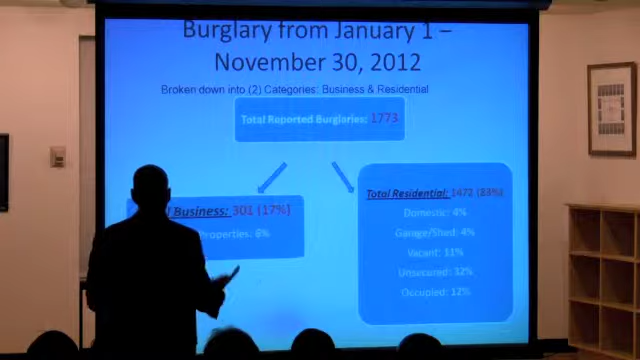 Burglary from January 1 –
November 30, 2012
Broken down into (2) Categories: Business & Residential
Total Reported Burglaries: 1773
Business: 301 (17%)
Properties: 6%
Total Residential: 1472 (83%)
Domestic: 4%
Garage/Shed: 4%
Vacant: 11%
Unsecured: 32%
Occupied: 12%